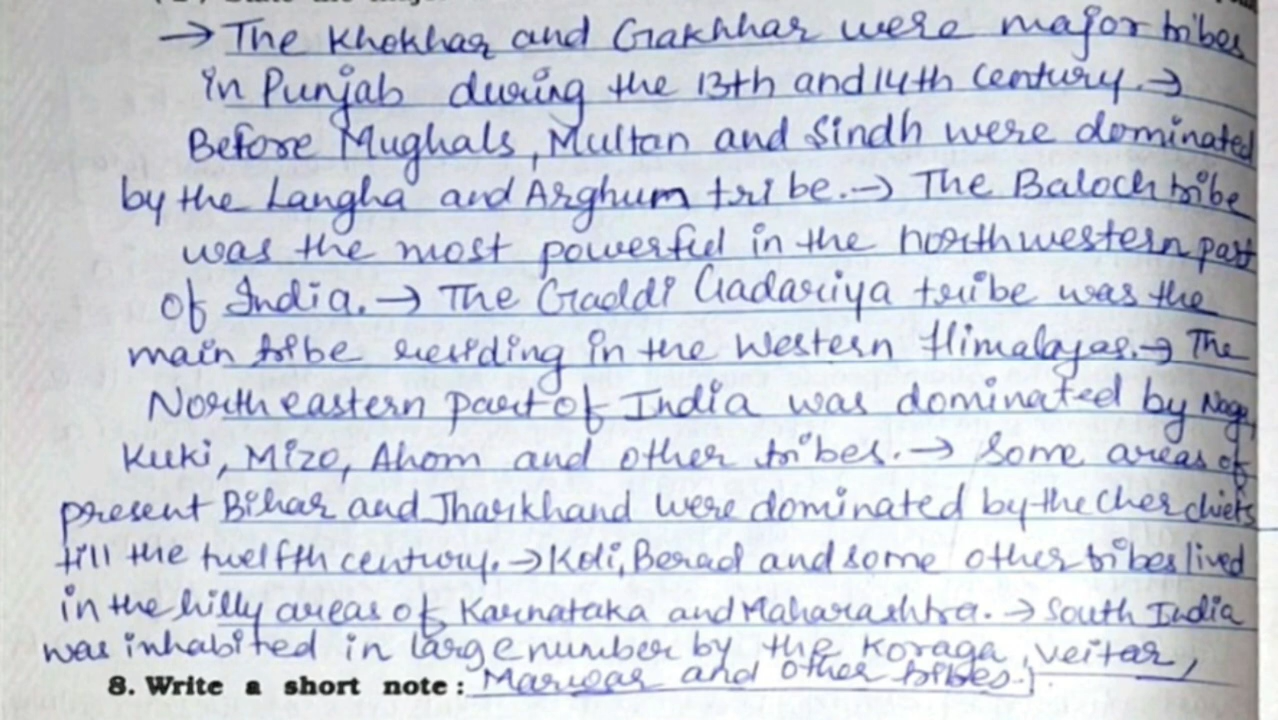 → The Khokhar and Gakhhar were major tribes
in Punjab during the 13th and 14th Century. →
Before Mughals, Multan and Sindh were dominated
by the Langha and Arghum tribe. → The Baloch tribe
was the most powerful in the northwestern part
of India. → The Gaddi Gadariya tribe was the
main tribe residing in the Western Himalayas. → The
North eastern part of India was dominated by Naga,
Kuki, Mizo, Ahom and other tribes. → Some areas of
present Bihar and Jharkhand were dominated by the Cher chiefs
till the twelfth century. → Koli, Berad and some other tribes lived
in the hilly areas of Karnataka and Maharashtra. → South India
was inhabited in large number by the Koraga, Veitar,
8. Write a short note: Marwar and other tribes.